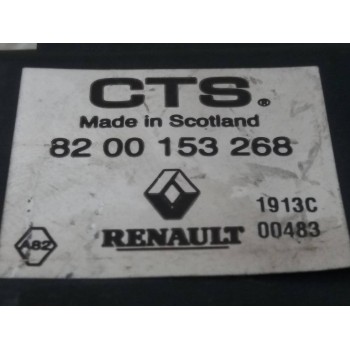 CTS®
Made in Scotland
82 00 153 268
1913C
RENAULT 00483
A82